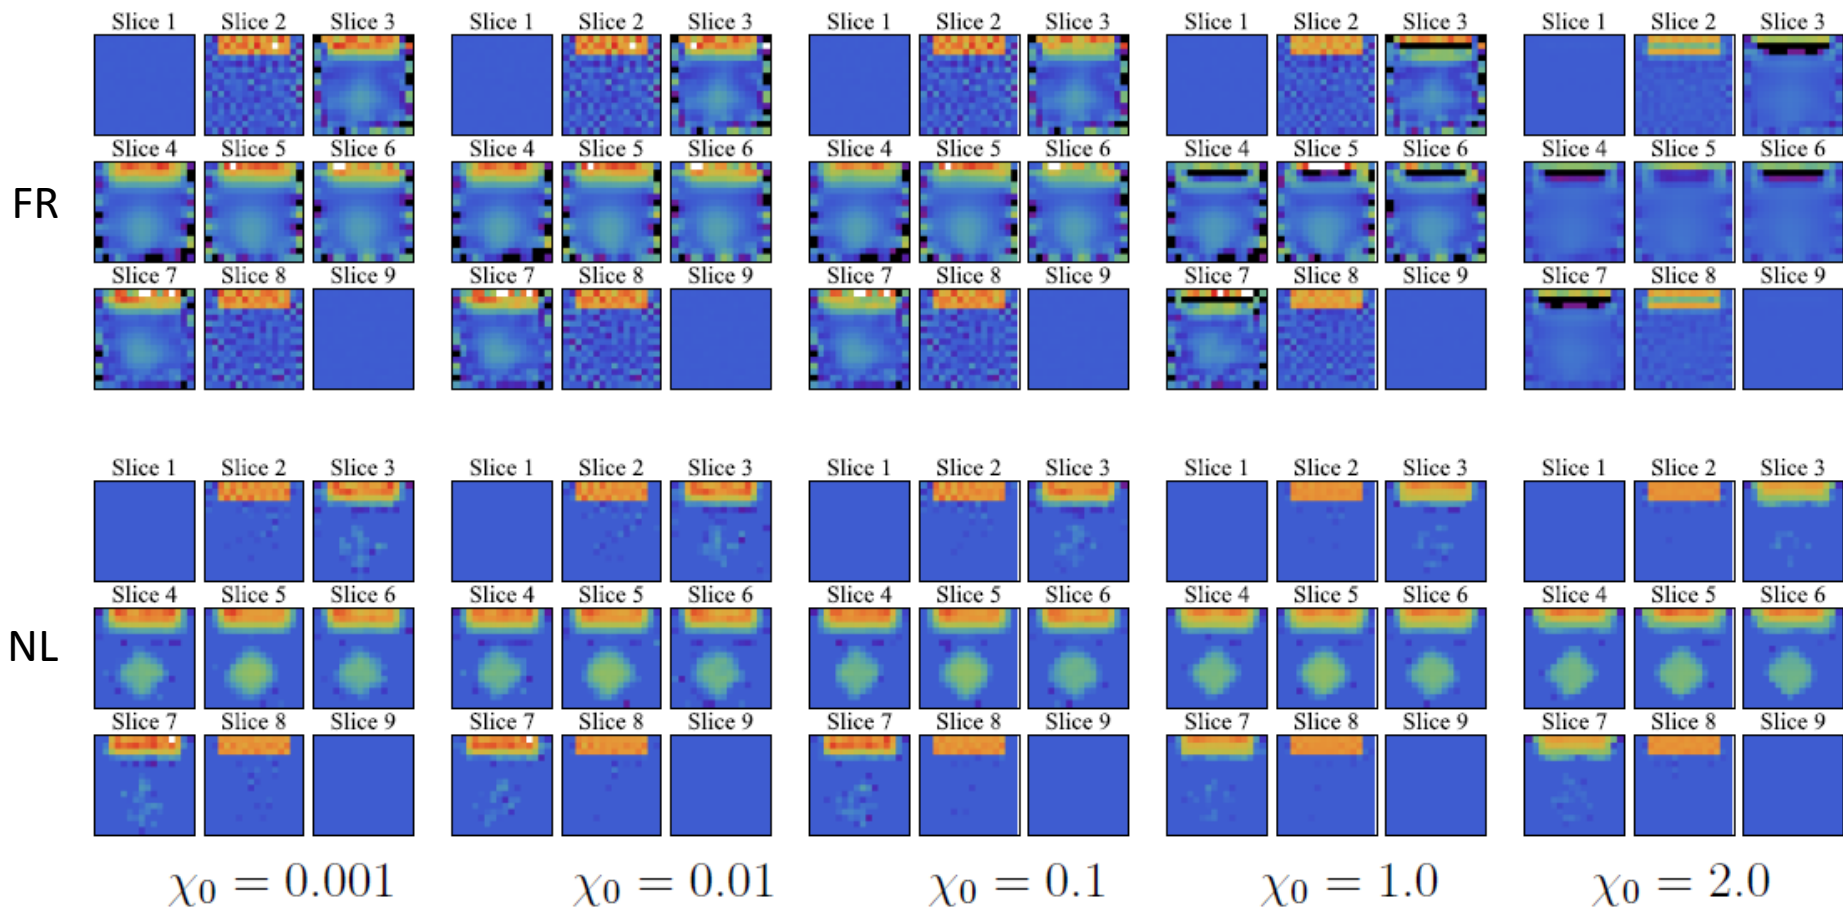 Slice 1 Slice 2 Slice 3 Slice 1 Slice 2 Slice 3 Slice 1 Slice 2 Slice 3 Slice 1 Slice 2 Slice 3 Slice 1 Slice 2 Slice 3
Slice 4 Slice 5 Slice 6 Slice 4 Slice 5 Slice 6 Slice 4 Slice 5 Slice 6 Slice 4 Slice 5 Slice 6 Slice 4 Slice 5 Slice 6
FR
Slice 7 Slice 8 Slice 9 Slice 7 Slice 8 Slice 9 Slice 7 Slice 8 Slice 9 Slice 7 Slice 8 Slice 9 Slice 7 Slice 8 Slice 9
Slice 1 Slice 2 Slice 3 Slice 1 Slice 2 Slice 3 Slice 1 Slice 2 Slice 3 Slice 1 Slice 2 Slice 3 Slice 1 Slice 2 Slice 3
Slice 4 Slice 5 Slice 6 Slice 4 Slice 5 Slice 6 Slice 4 Slice 5 Slice 6 Slice 4 Slice 5 Slice 6 Slice 4 Slice 5 Slice 6
NL
Slice 7 Slice 8 Slice 9 Slice 7 Slice 8 Slice 9 Slice 7 Slice 8 Slice 9 Slice 7 Slice 8 Slice 9 Slice 7 Slice 8 Slice 9
χ₀ = 0.001 χ₀ = 0.01 χ₀ = 0.1 χ₀ = 1.0 χ₀ = 2.0